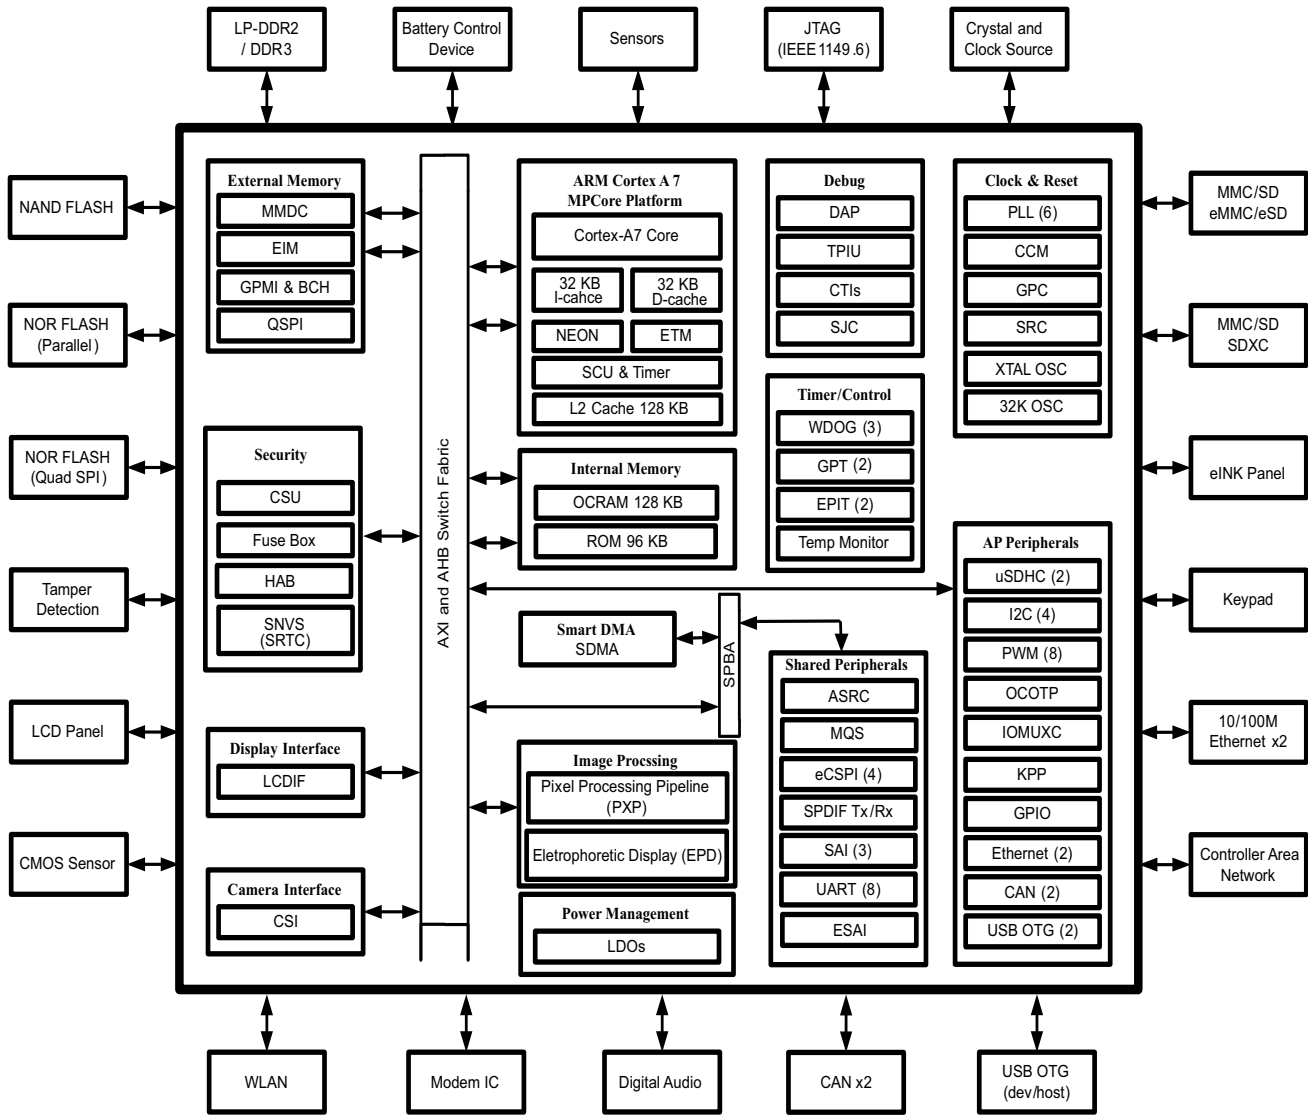 LP-DDR2
/ DDR3
Battery Control
Device
Sensors
JTAG
(IEEE 1149.6)
Crystal and
Clock Source
NAND FLASH
NOR FLASH
(Parallel)
NOR FLASH
(Quad SPI)
Tamper
Detection
LCD Panel
CMOS Sensor
External Memory
MMDC
EIM
GPMI & BCH
QSPI
Security
CSU
Fuse Box
HAB
SNVS
(SRTC)
Display Interface
LCDIF
Camera Interface
CSI
AXI and AHB Switch Fabric
ARM Cortex A 7
MPCore Platform
Cortex-A7 Core
32 KB
I-cahce
32 KB
D-cache
NEON
ETM
SCU & Timer
L2 Cache 128 KB
Internal Memory
OCRAM 128 KB
ROM 96 KB
Smart DMA
SDMA
SPBA
Image Procssing
Pixel Processing Pipeline
(PXP)
Eletrophoretic Display (EPD)
Power Management
LDOs
Debug
DAP
TPIU
CTIs
SJC
Timer/Control
WDOG (3)
GPT (2)
EPIT (2)
Temp Monitor
Shared Peripherals
ASRC
MQS
eCSPI (4)
SPDIF Tx/Rx
SAI (3)
UART (8)
ESAI
Clock & Reset
PLL (6)
CCM
GPC
SRC
XTAL OSC
32K OSC
AP Peripherals
uSDHC (2)
I2C (4)
PWM (8)
OCOTP
IOMUXC
KPP
GPIO
Ethernet (2)
CAN (2)
USB OTG (2)
MMC/SD
eMMC/eSD
MMC/SD
SDXC
eINK Panel
Keypad
10/100M
Ethernet x2
Controller Area
Network
WLAN
Modem IC
Digital Audio
CAN x2
USB OTG
(dev/host)